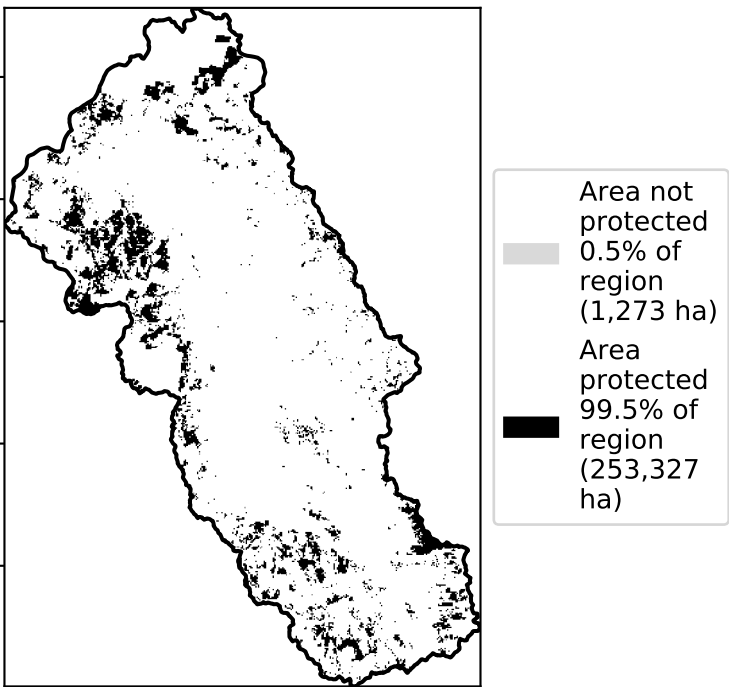 Area not
protected
0.5% of
region
(1,273 ha)
Area
protected
99.5% of
region
(253,327
ha)